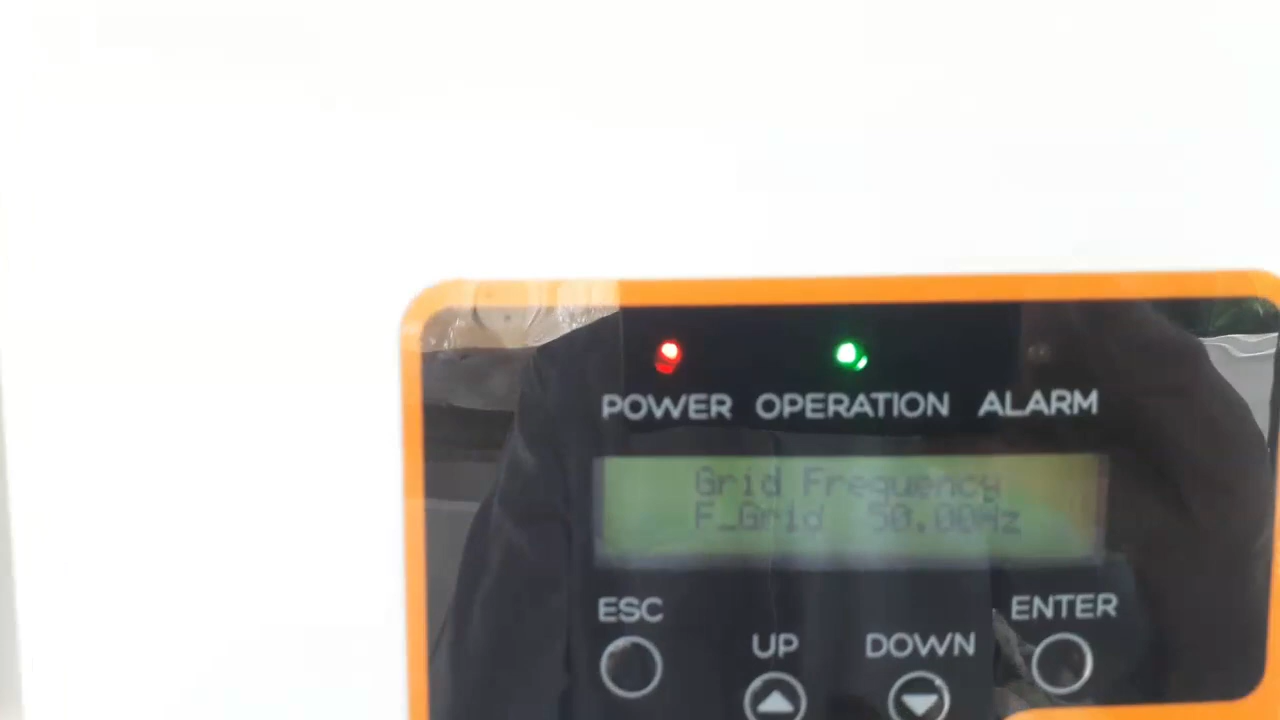 POWER OPERATION ALARM
Grid Frequency
F_Grid 50.00Hz
ESC ENTER
UP DOWN